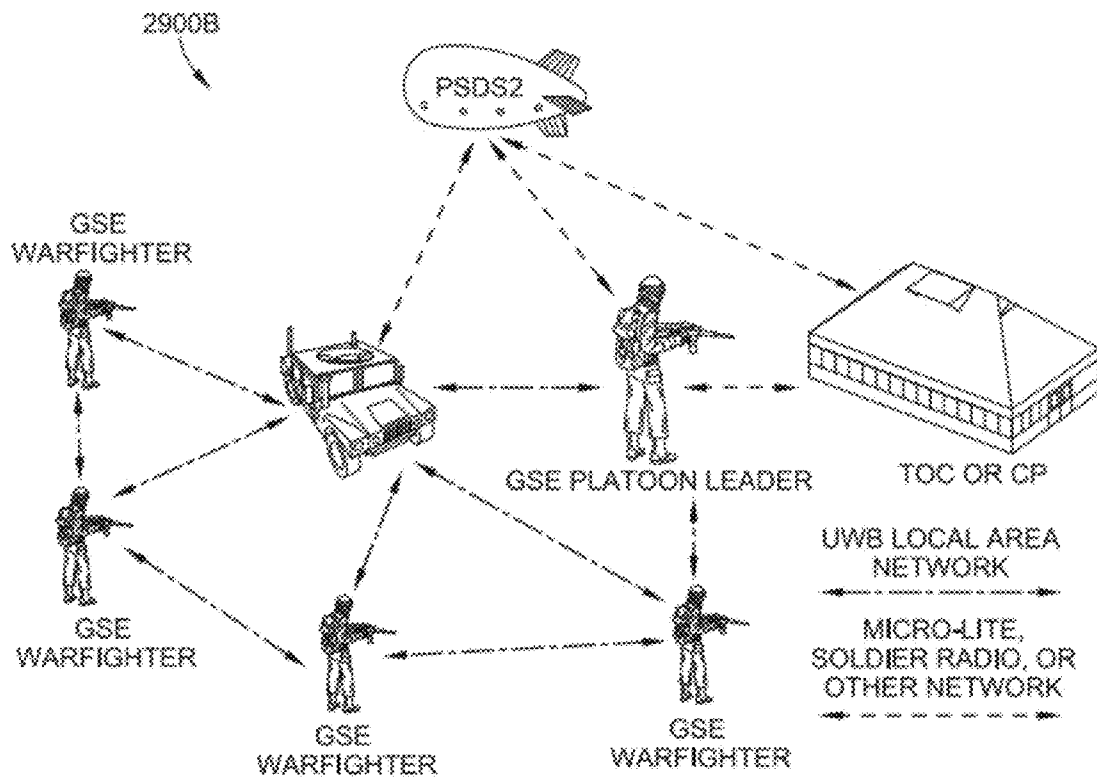 2900B
PSDS2
GSE
WARFIGHTER
GSE PLATOON LEADER
TOC OR CP
GSE
WARFIGHTER
GSE
WARFIGHTER
GSE
WARFIGHTER
UWB LOCAL AREA
NETWORK
MICRO-LITE,
SOLDIER RADIO, OR
OTHER NETWORK